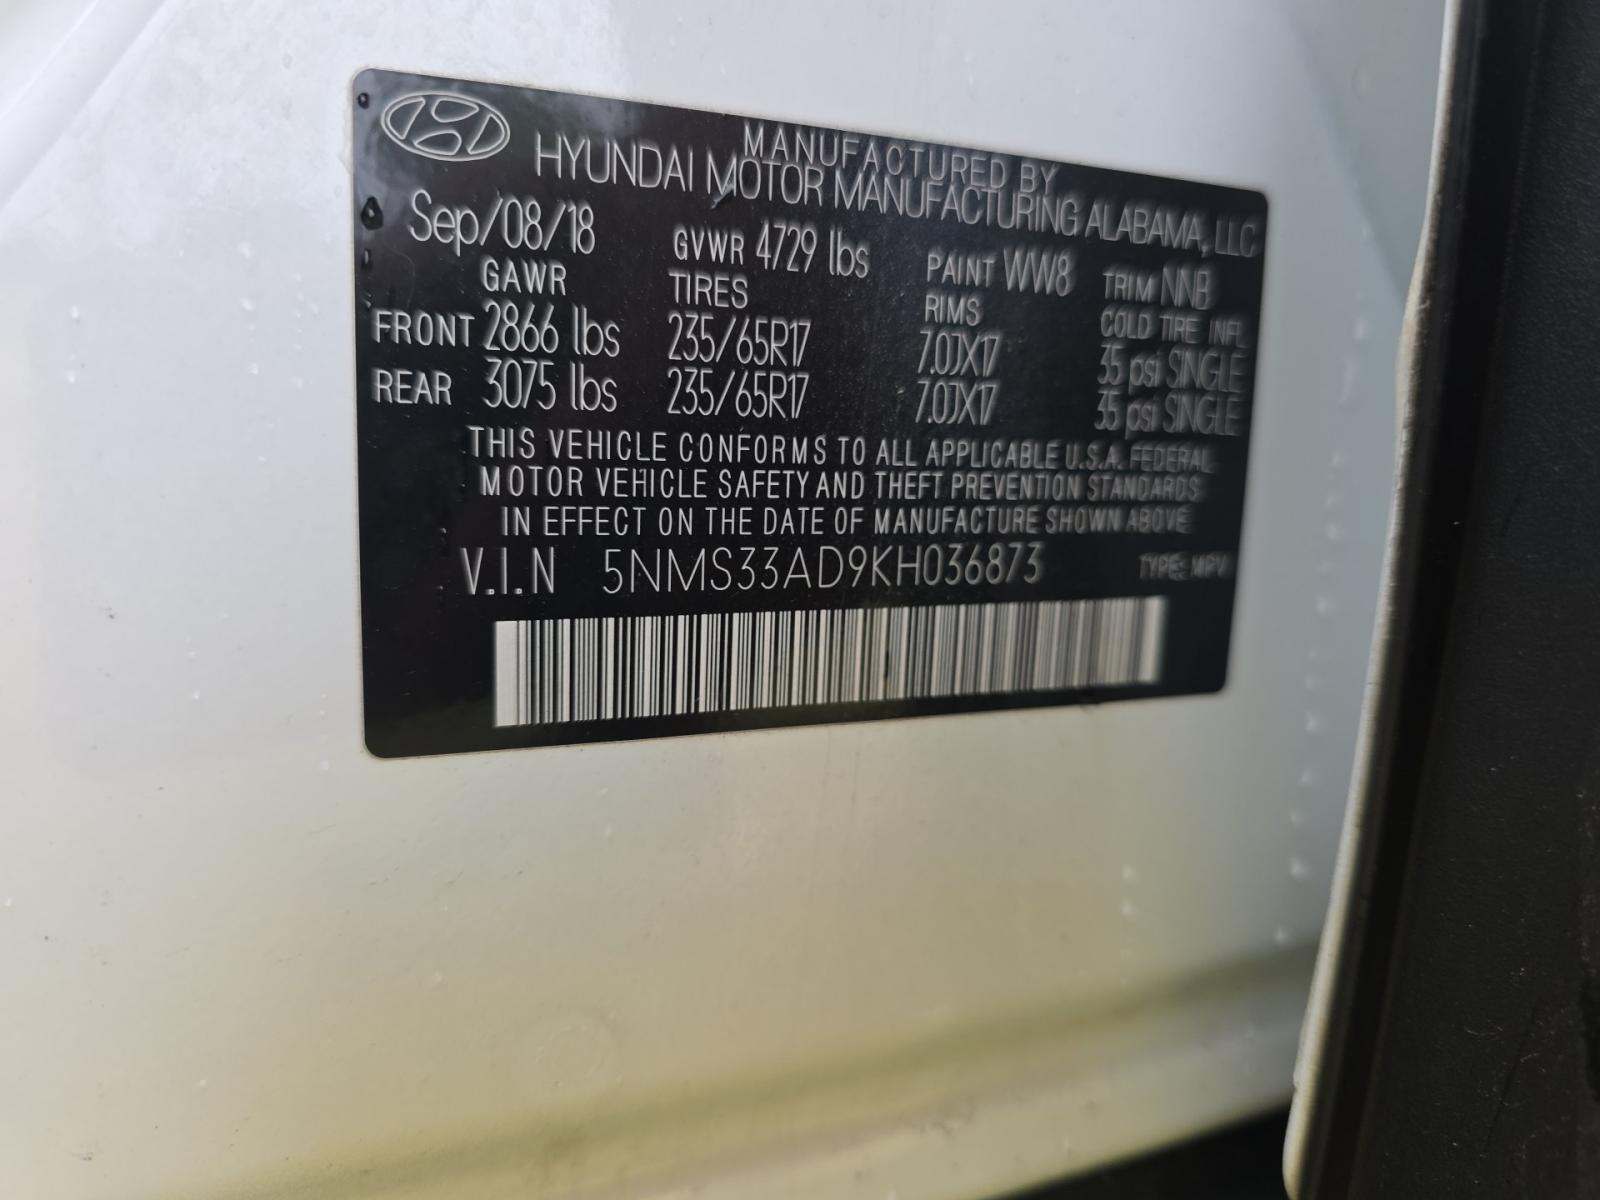 MANUFACTURED BY
HYUNDAI MOTOR MANUFACTURING ALABAMA, LLC
Sep/08/18 GVWR 4729 lbs PAINT WW8 TRIM NNB
GAWR TIRES RIMS COLD TIRE INFL
FRONT 2866 lbs 235/65R17 7.0JX17 35 psi SINGLE
REAR 3075 lbs 235/65R17 7.0JX17 35 psi SINGLE
THIS VEHICLE CONFORMS TO ALL APPLICABLE U.S.A. FEDERAL
MOTOR VEHICLE SAFETY AND THEFT PREVENTION STANDARDS
IN EFFECT ON THE DATE OF MANUFACTURE SHOWN ABOVE
V.I.N 5NMS33AD9KH036873 TYPE: MPV